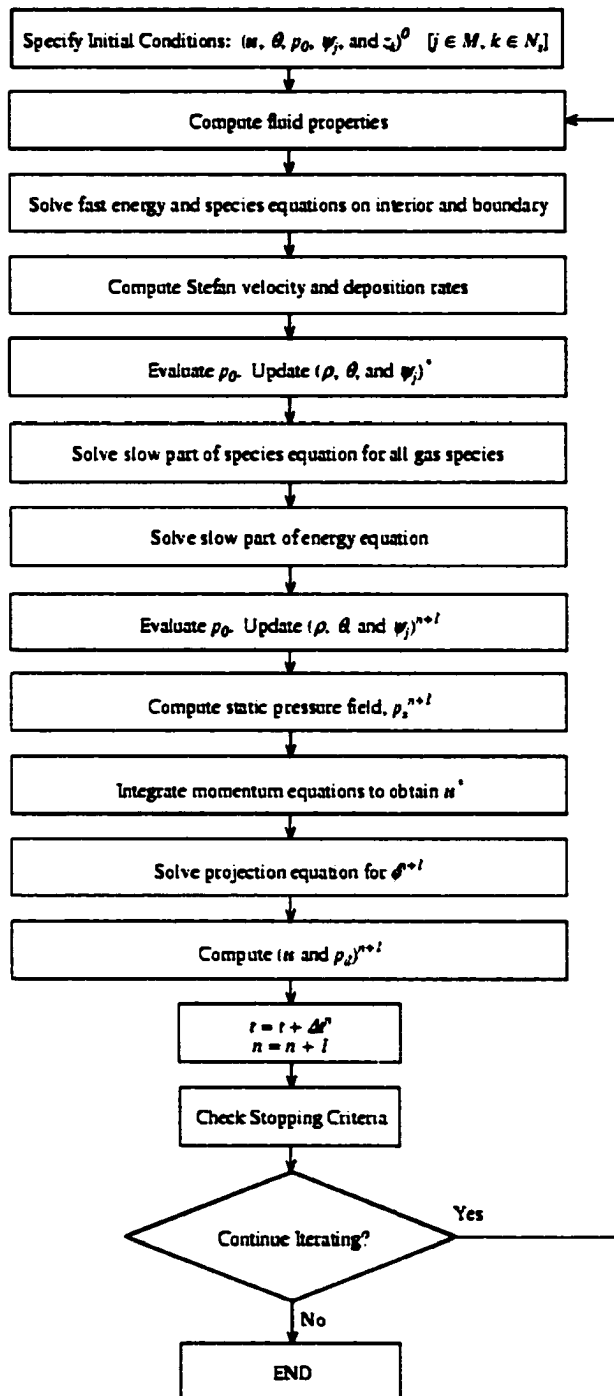 Specify Initial Conditions: (u, θ, p₀, ψⱼ, and zₖ)⁰ [j ∈ M, k ∈ Nₛ]
Compute fluid properties
Solve fast energy and species equations on interior and boundary
Compute Stefan velocity and deposition rates
Evaluate p₀. Update (ρ, θ, and ψⱼ)*
Solve slow part of species equation for all gas species
Solve slow part of energy equation
Evaluate p₀. Update (ρ, θ, and ψⱼ)ⁿ⁺¹
Compute static pressure field, pₛⁿ⁺¹
Integrate momentum equations to obtain u*
Solve projection equation for ϕⁿ⁺¹
Compute (u and p_d)ⁿ⁺¹
t = t + Δtⁿ
n = n + 1
Check Stopping Criteria
Continue Iterating?
Yes
No
END